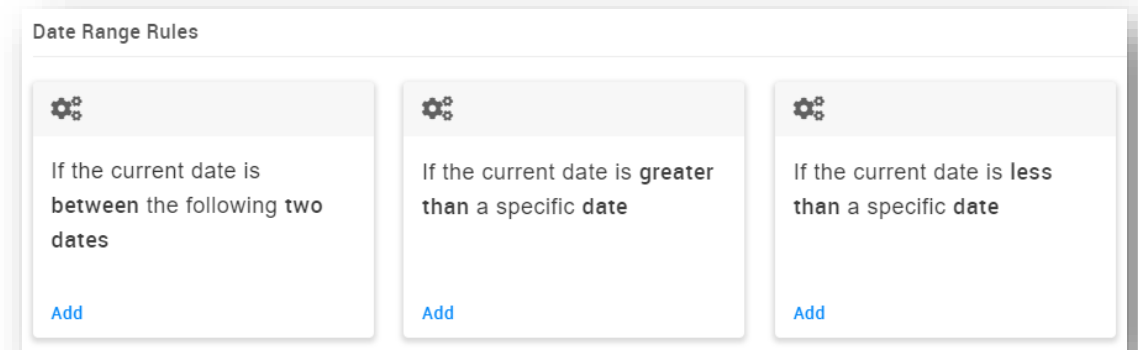 Date Range Rules
If the current date is
between the following two
dates
Add
If the current date is greater
than a specific date
Add
If the current date is less
than a specific date
Add